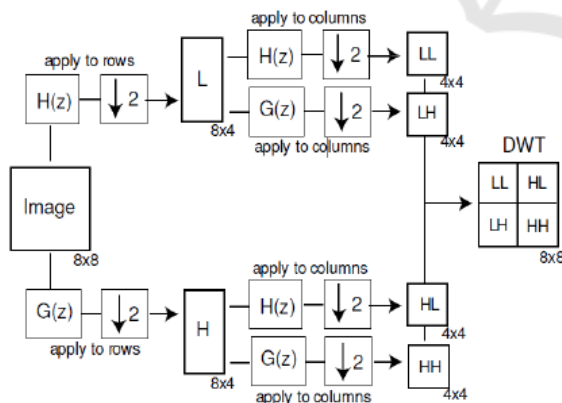 apply to columns
apply to rows
H(z)
↓2
L
8x4
H(z)
↓2
LL
4x4
G(z)
↓2
LH
4x4
apply to columns
Image
8x8
DWT
LL HL
LH HH
8x8
apply to columns
G(z)
↓2
apply to rows
H
8x4
H(z)
↓2
HL
4x4
G(z)
↓2
HH
4x4
apply to columns